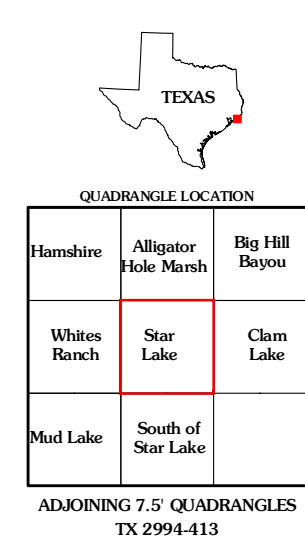 TEXAS
QUADRANGLE LOCATION
Hamshire
Alligator
Hole Marsh
Big Hill
Bayou
Whites
Ranch
Star
Lake
Clam
Lake
Mud Lake
South of
Star Lake
ADJOINING 7.5' QUADRANGLES
TX 2994-413